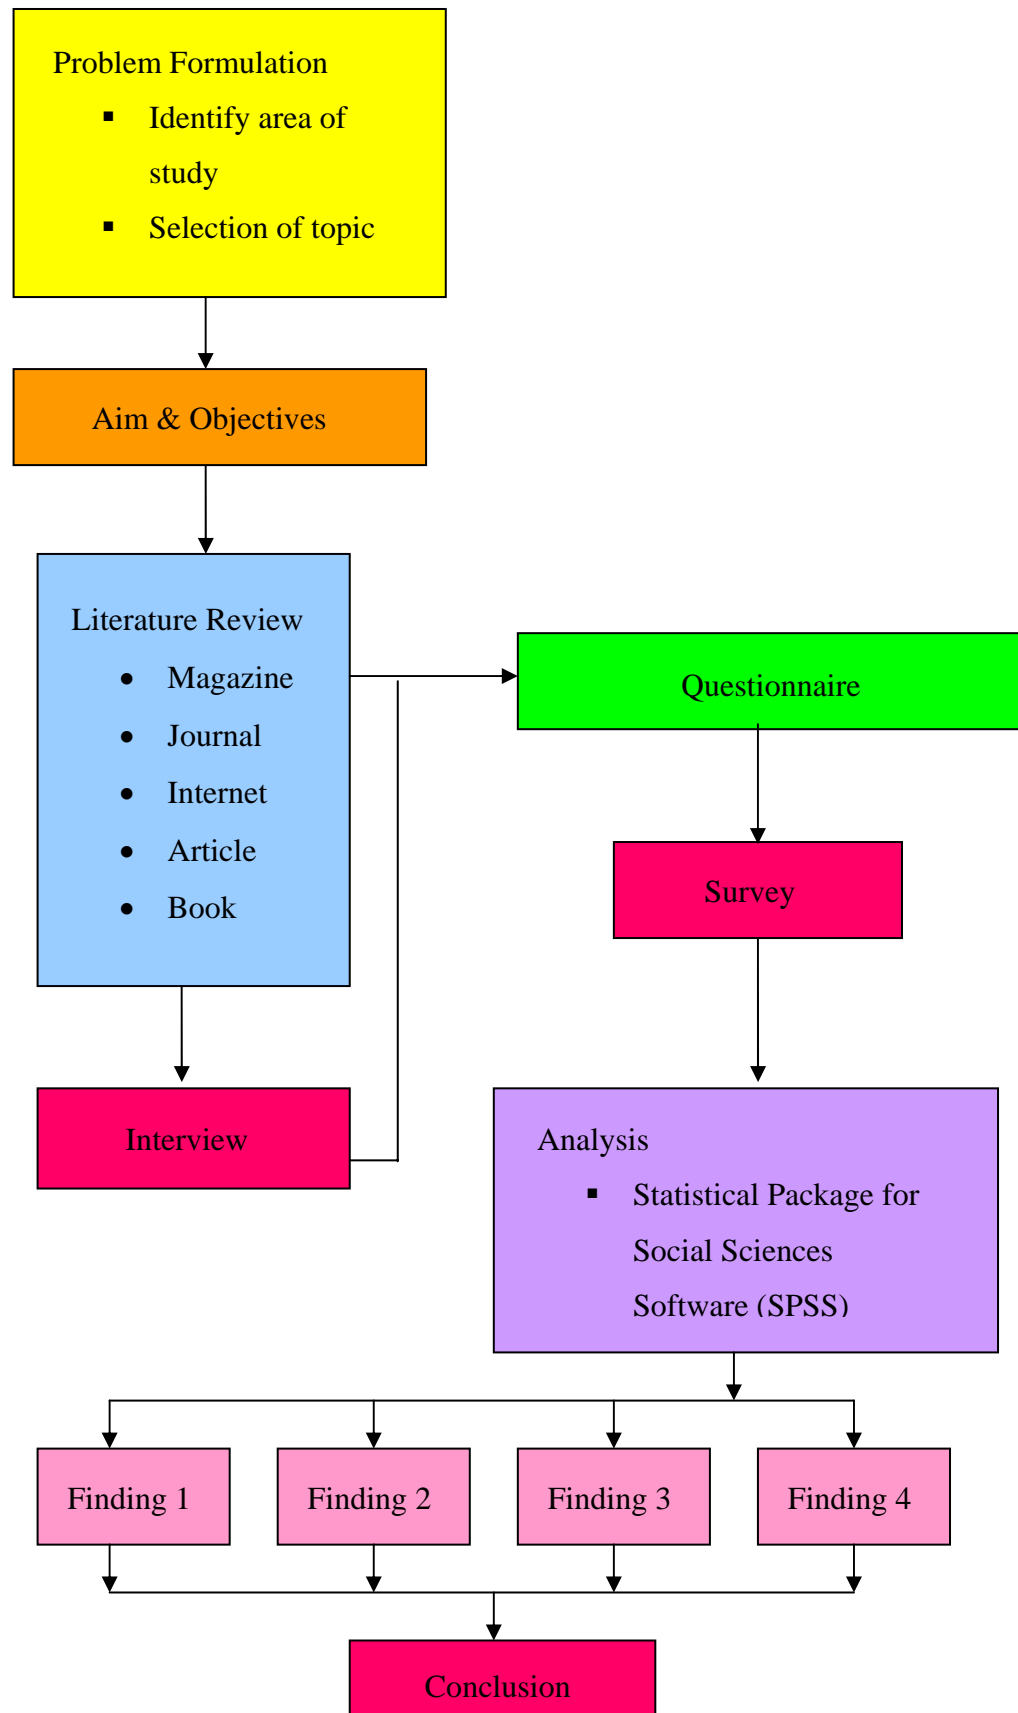 Problem Formulation
▪ Identify area of
study
▪ Selection of topic
Aim & Objectives
Literature Review
• Magazine
• Journal
• Internet
• Article
• Book
Questionnaire
Survey
Interview
Analysis
▪ Statistical Package for
Social Sciences
Software (SPSS)
Finding 1
Finding 2
Finding 3
Finding 4
Conclusion